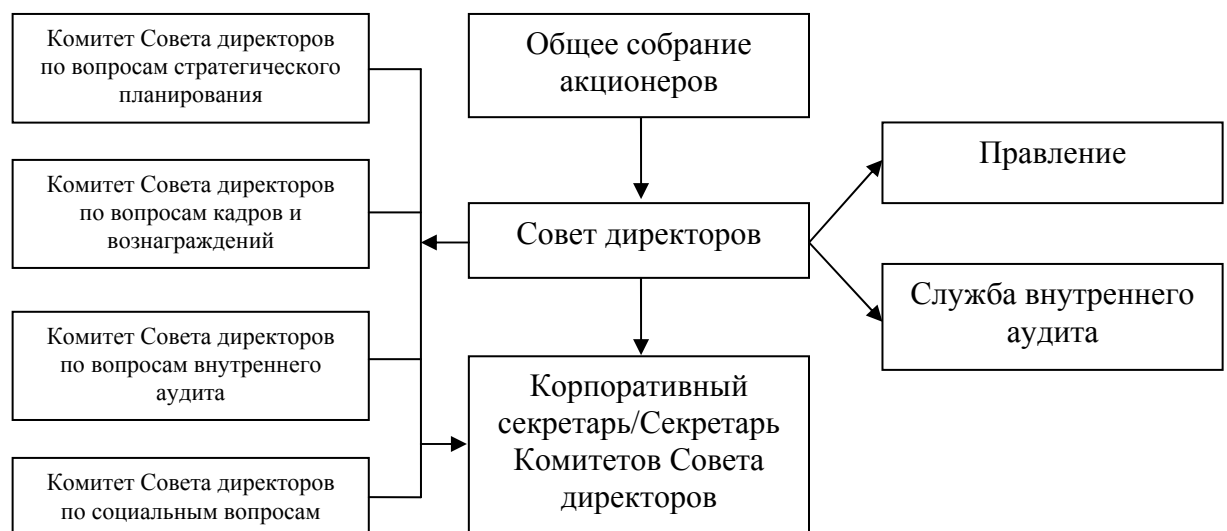 Комитет Совета директоров
по вопросам стратегического
планирования
Комитет Совета директоров
по вопросам кадров и
вознаграждений
Комитет Совета директоров
по вопросам внутреннего
аудита
Комитет Совета директоров
по социальным вопросам
Общее собрание
акционеров
Совет директоров
Корпоративный
секретарь/Секретарь
Комитетов Совета
директоров
Правление
Служба внутреннего
аудита